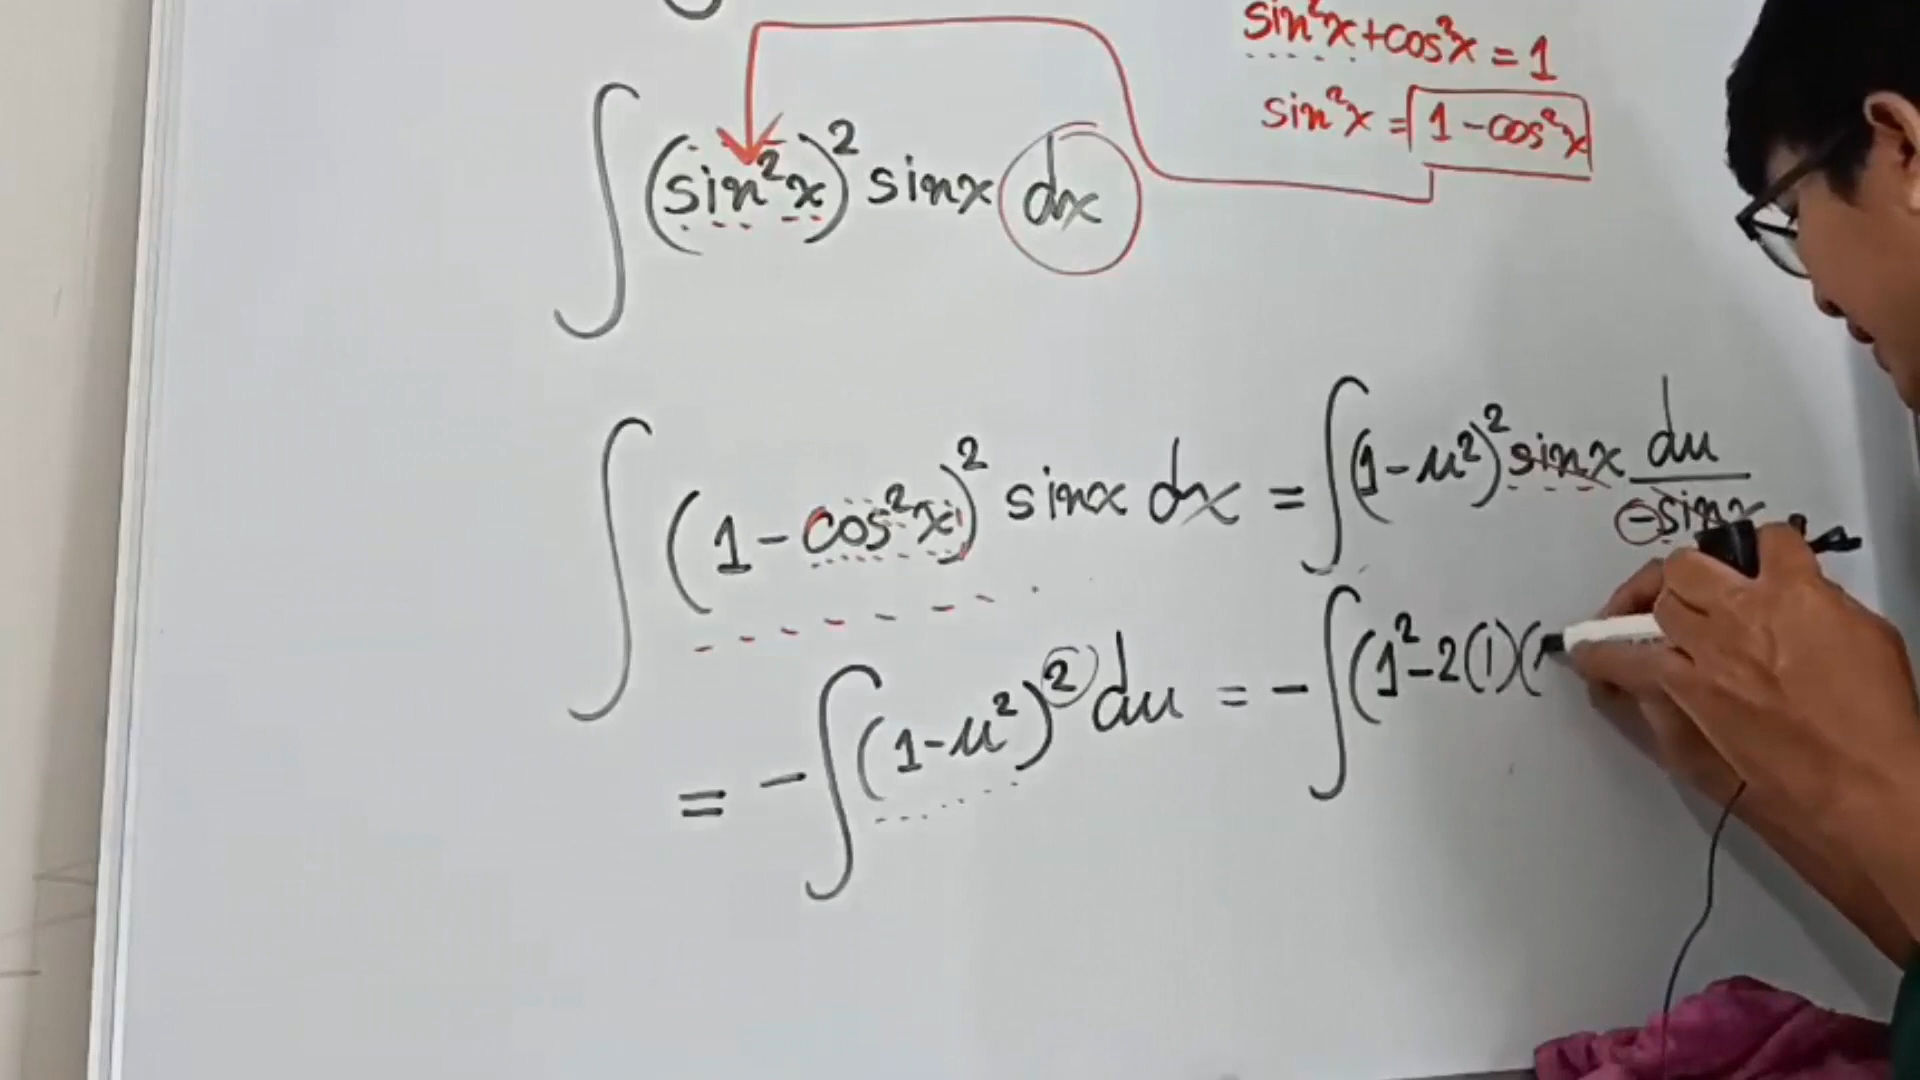 sin²x+cos²x = 1
sin²x = 1-cos²x
∫(sin²x)² sinx dx
∫(1-cos²x)² sinx dx = ∫(1-u²)² sinx du/-sinx
= -∫(1-u²)² du = -∫(1²-2(1)(